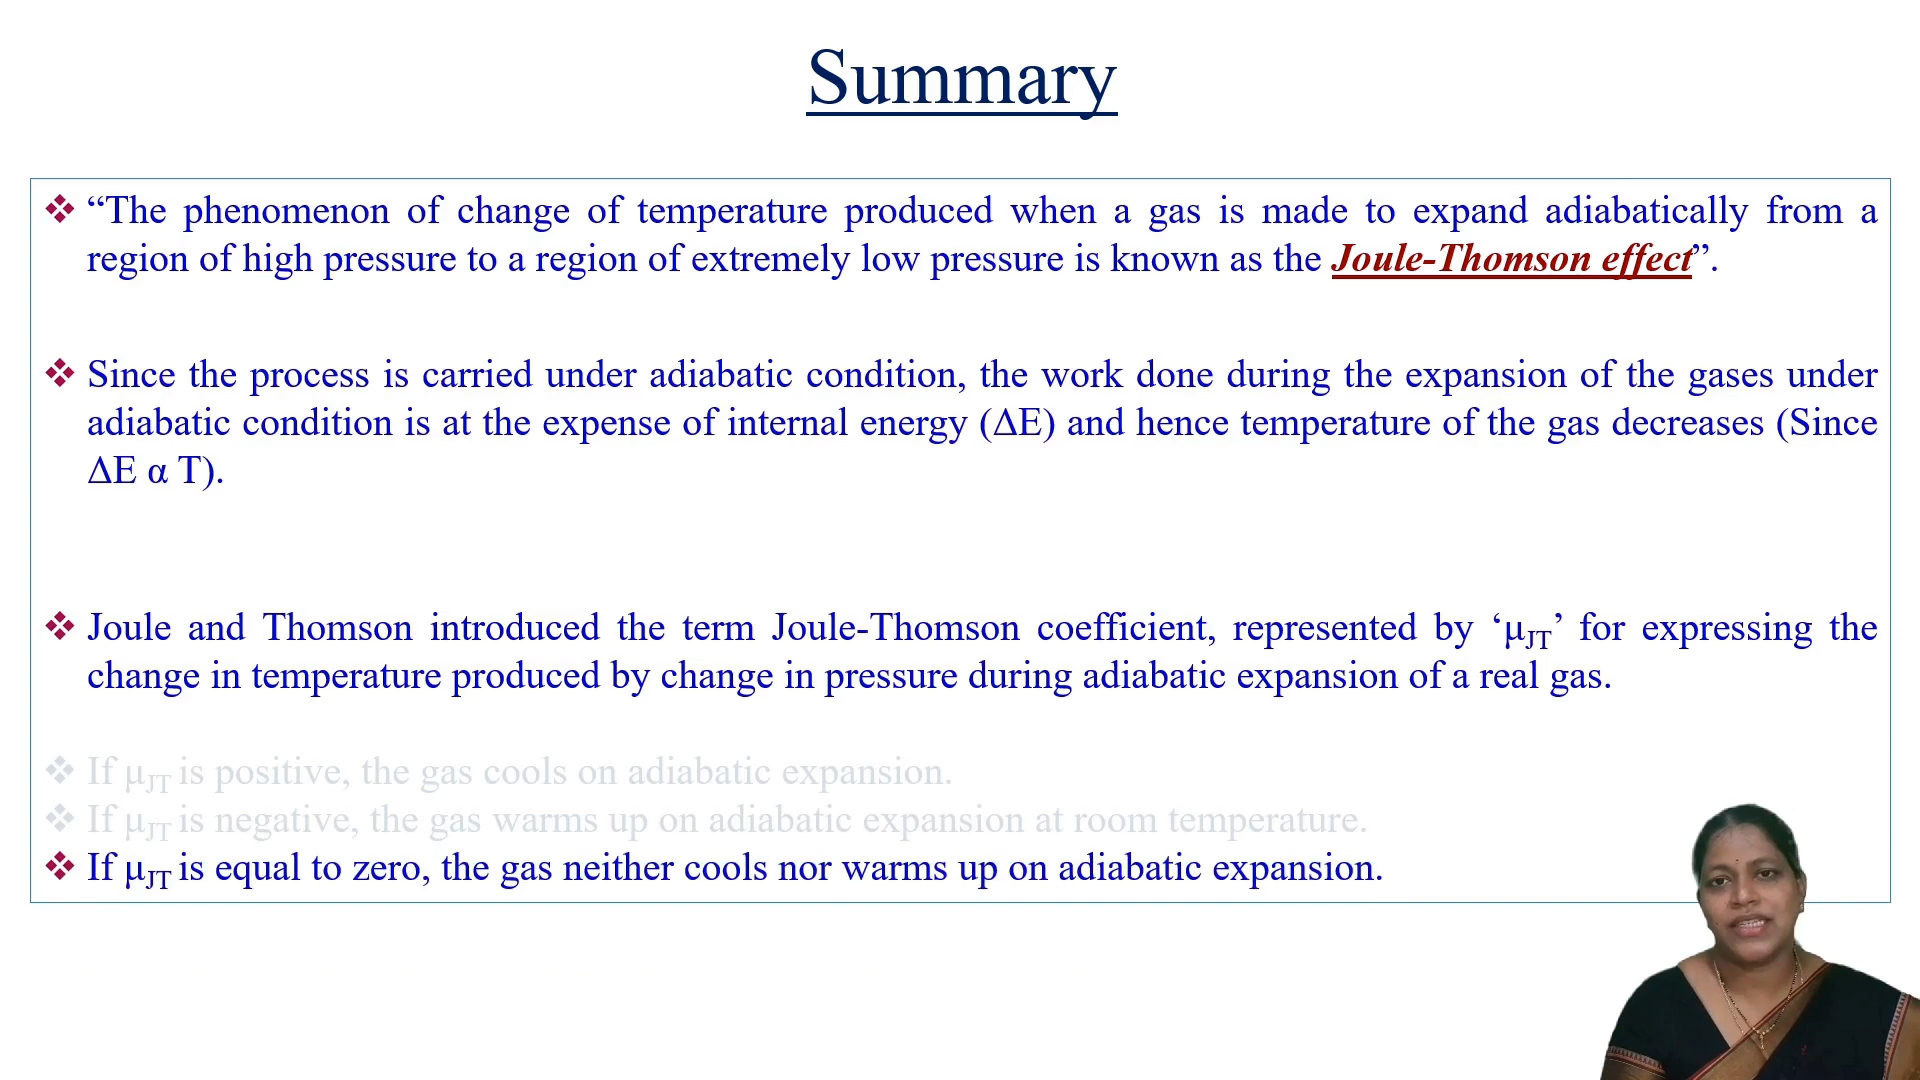 Summary
❖ “The phenomenon of change of temperature produced when a gas is made to expand adiabatically from a
region of high pressure to a region of extremely low pressure is known as the Joule-Thomson effect”.
❖ Since the process is carried under adiabatic condition, the work done during the expansion of the gases under
adiabatic condition is at the expense of internal energy (ΔE) and hence temperature of the gas decreases (Since
ΔE α T).
❖ Joule and Thomson introduced the term Joule-Thomson coefficient, represented by ‘μJT’ for expressing the
change in temperature produced by change in pressure during adiabatic expansion of a real gas.
❖ If μJT is positive, the gas cools on adiabatic expansion.
❖ If μJT is negative, the gas warms up on adiabatic expansion at room temperature.
❖ If μJT is equal to zero, the gas neither cools nor warms up on adiabatic expansion.